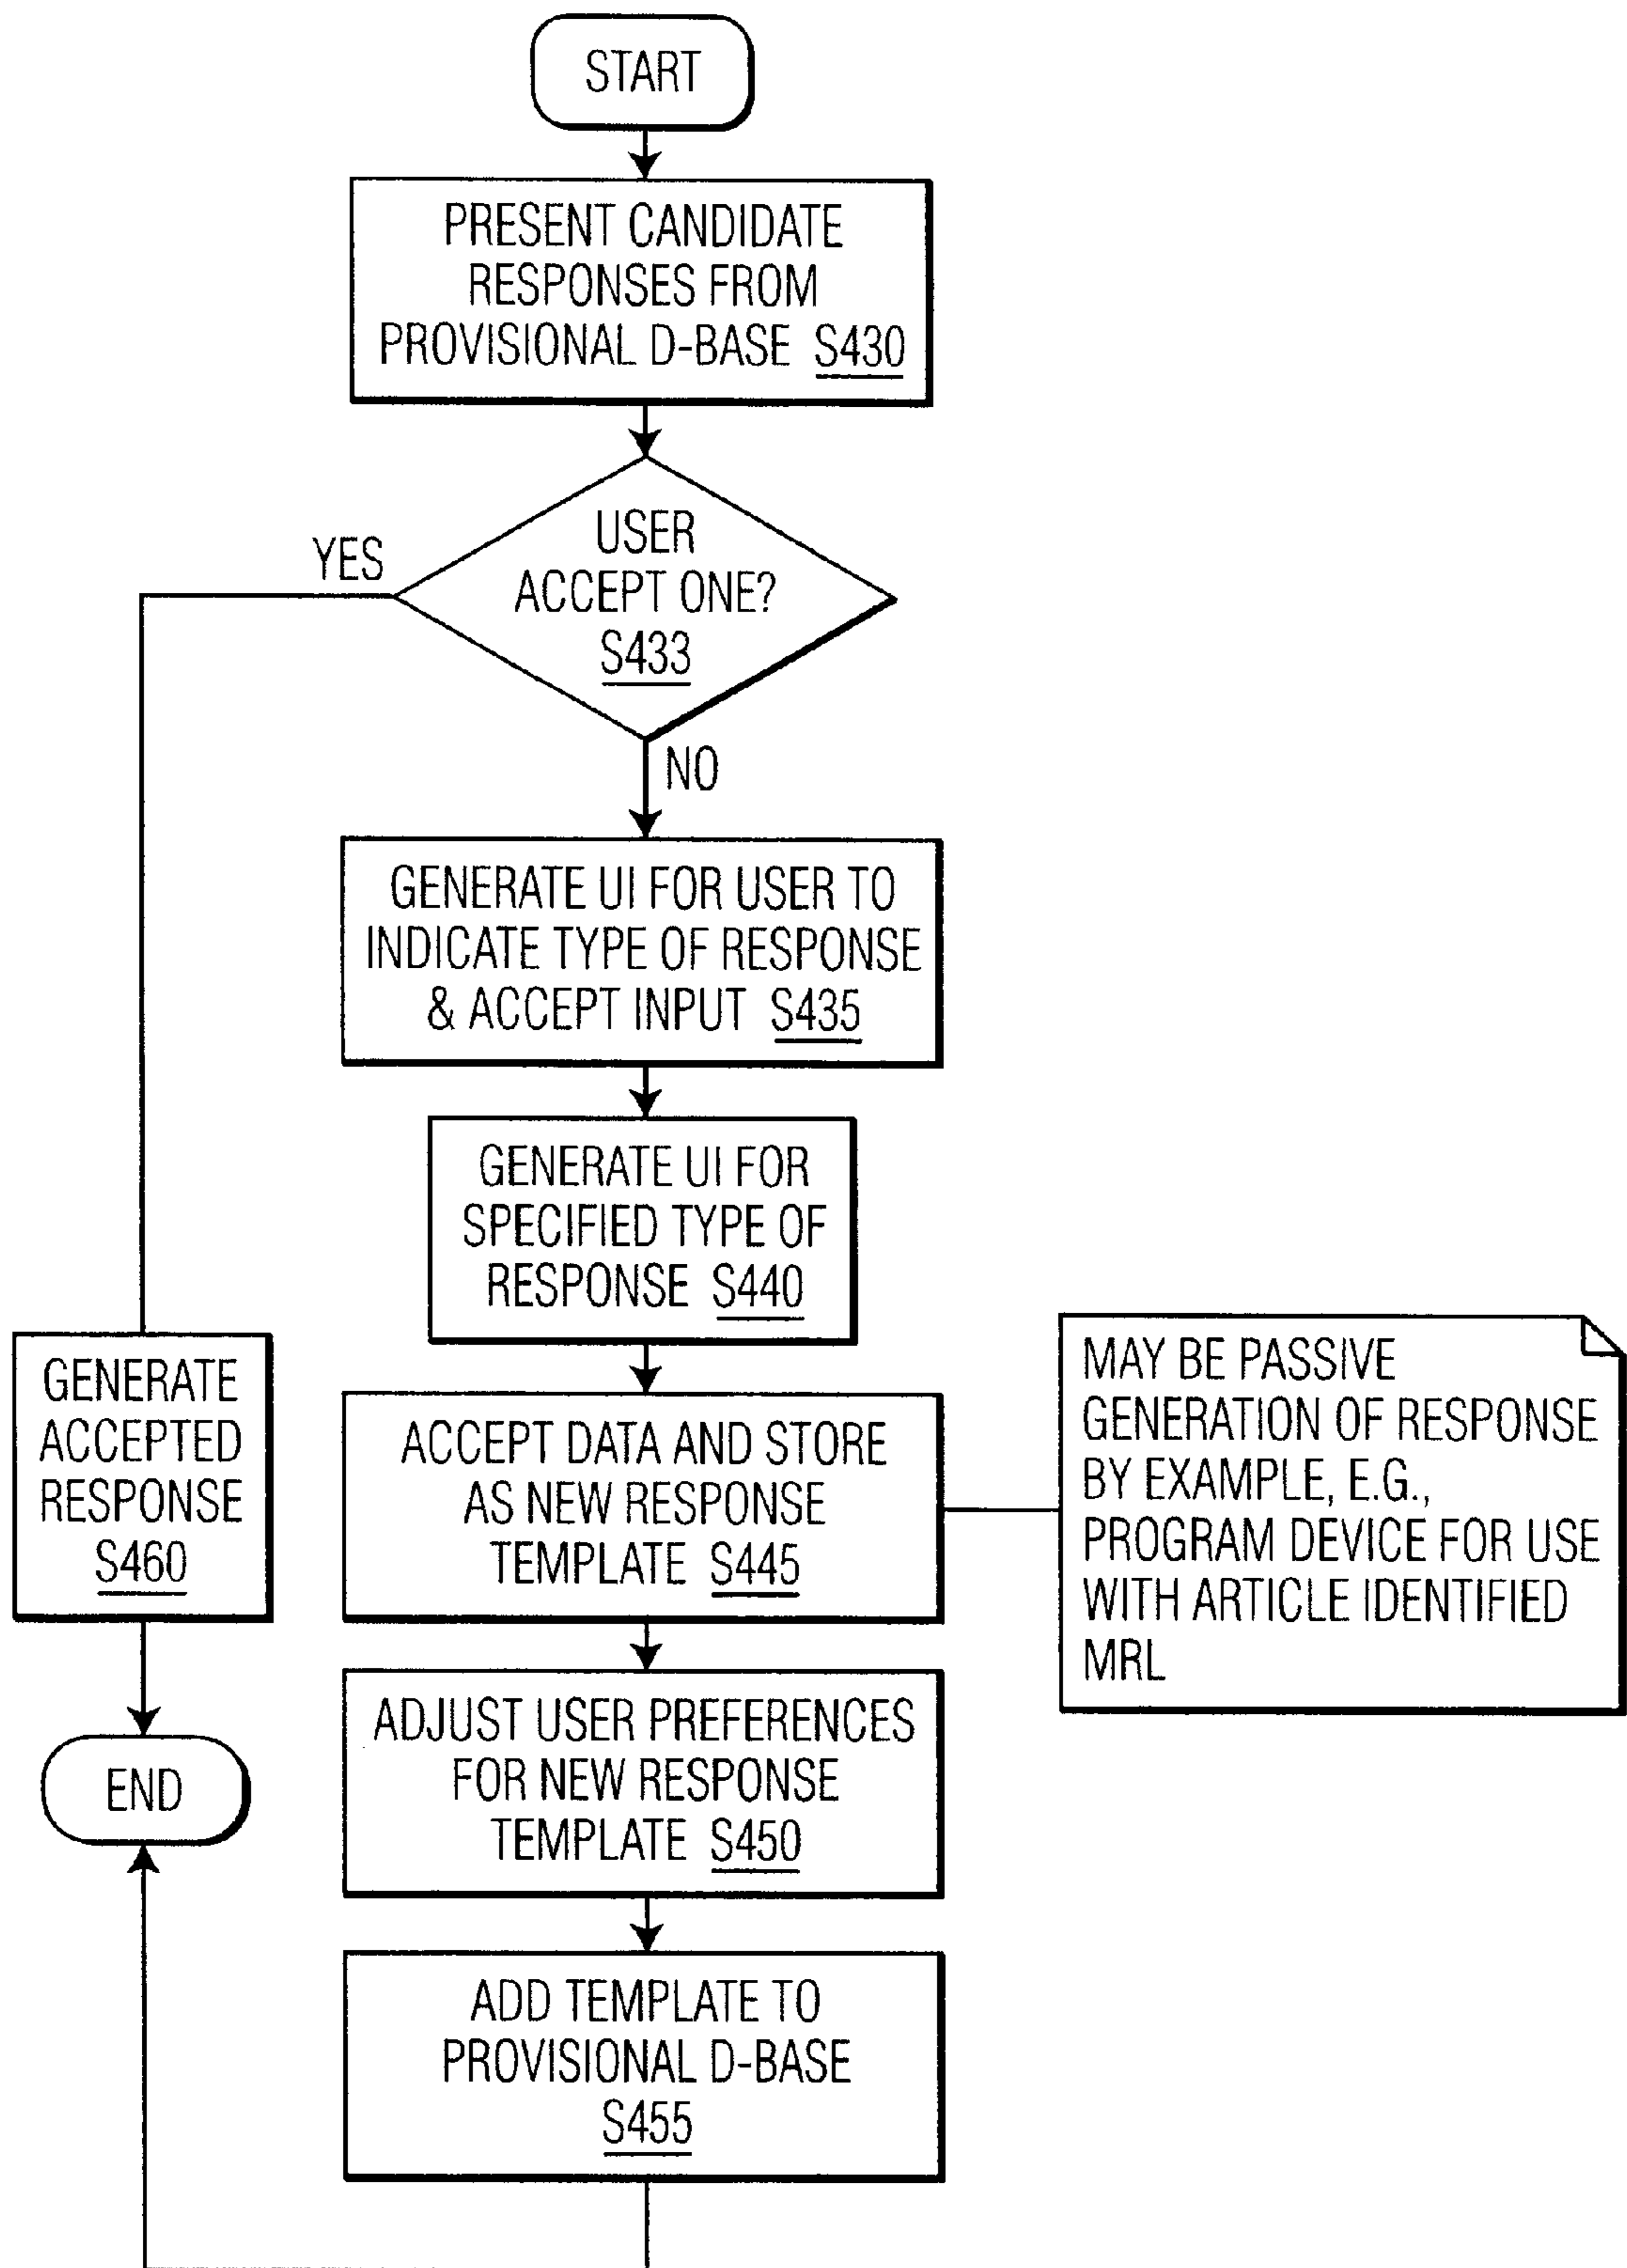 START
PRESENT CANDIDATE
RESPONSES FROM
PROVISIONAL D-BASE S430
USER
ACCEPT ONE?
S433
YES
NO
GENERATE UI FOR USER TO
INDICATE TYPE OF RESPONSE
& ACCEPT INPUT S435
GENERATE UI FOR
SPECIFIED TYPE OF
RESPONSE S440
GENERATE
ACCEPTED
RESPONSE
S460
ACCEPT DATA AND STORE
AS NEW RESPONSE
TEMPLATE S445
MAY BE PASSIVE
GENERATION OF RESPONSE
BY EXAMPLE, E.G.,
PROGRAM DEVICE FOR USE
WITH ARTICLE IDENTIFIED
MRL
END
ADJUST USER PREFERENCES
FOR NEW RESPONSE
TEMPLATE S450
ADD TEMPLATE TO
PROVISIONAL D-BASE
S455